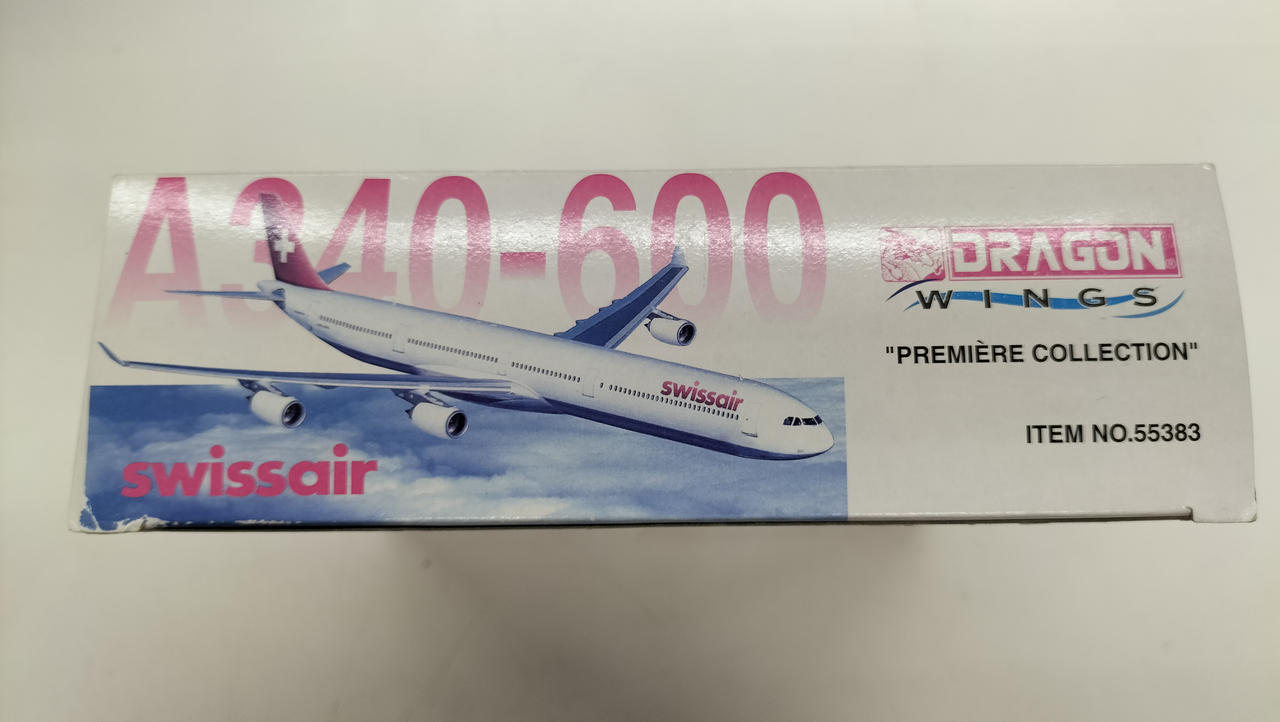 A340-600
swissair
swissair
DRAGON®
WINGS
"PREMIÈRE COLLECTION"
ITEM NO.55383